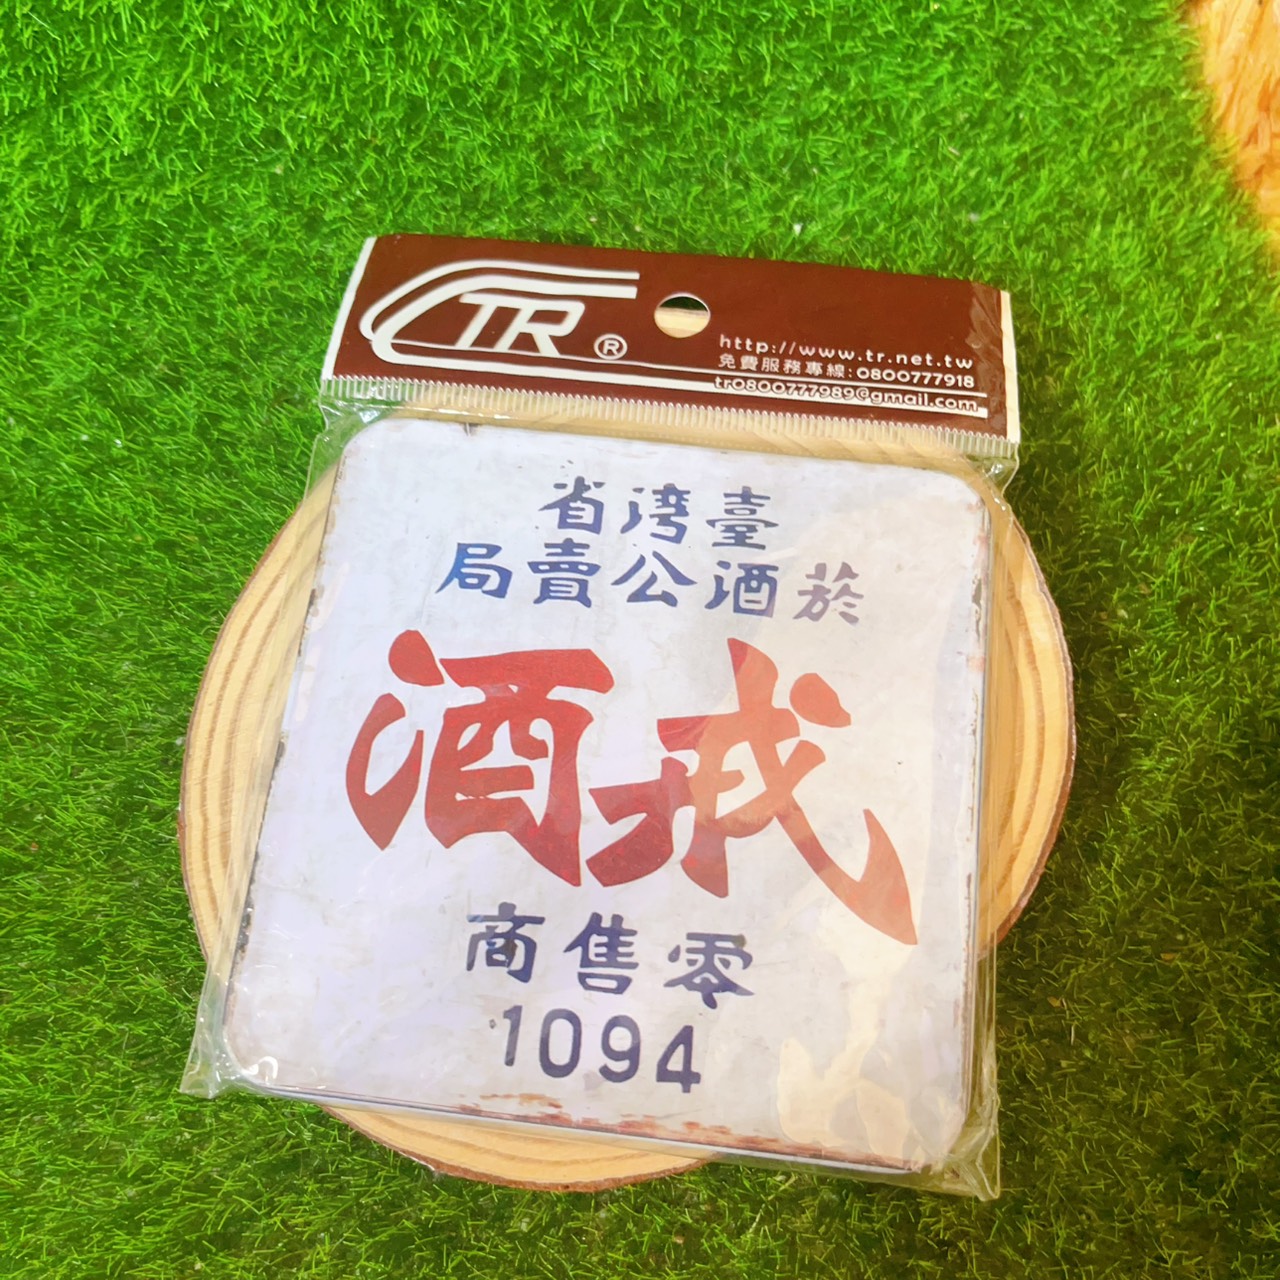 TR®
http://www.tr.net.tw
免費服務專線:0800777918
tr0800777989@gmail.com
臺湾省
菸酒公賣局
戒酒
零售商
1094